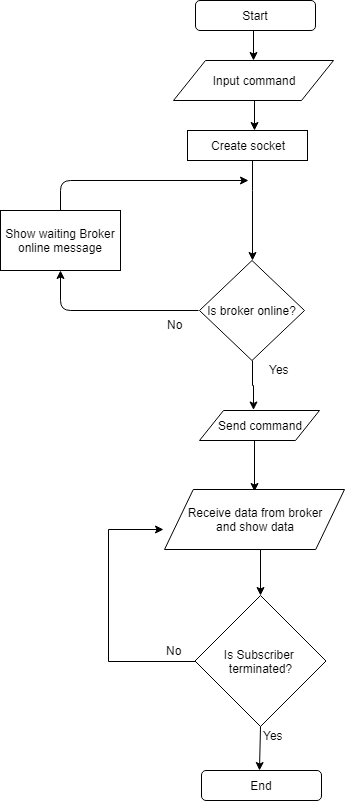 Start
Input command
Create socket
Show waiting Broker
online message
Is broker online?
No
Yes
Send command
Receive data from broker
and show data
Is Subscriber
terminated?
No
Yes
End